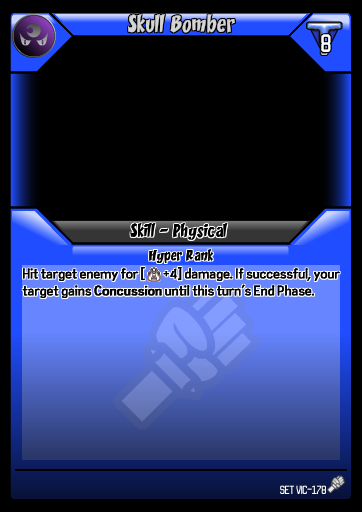 Skull Bomber
8
Skill - Physical
Hyper Rank
Hit target enemy for [ +4] damage. If successful, your
target gains Concussion until this turn's End Phase.
SET VIC-178